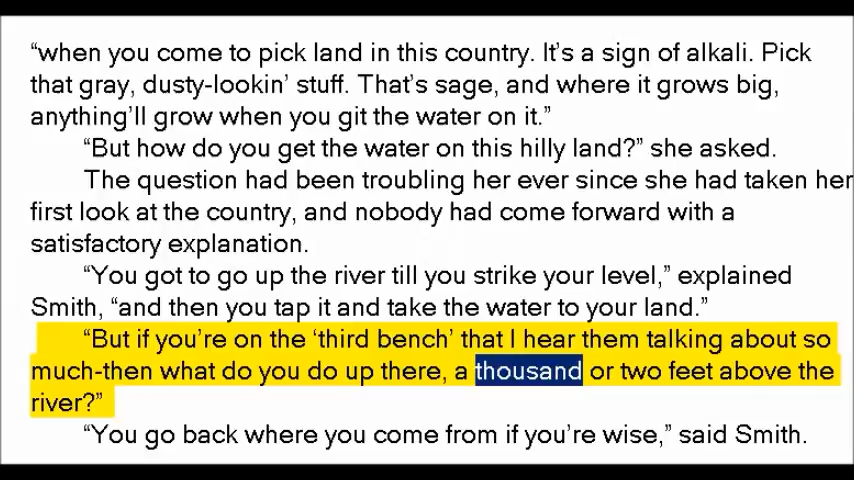 “when you come to pick land in this country. It’s a sign of alkali. Pick
that gray, dusty-lookin’ stuff. That’s sage, and where it grows big,
anything’ll grow when you git the water on it.”
“But how do you get the water on this hilly land?” she asked.
The question had been troubling her ever since she had taken her
first look at the country, and nobody had come forward with a
satisfactory explanation.
“You got to go up the river till you strike your level,” explained
Smith, “and then you tap it and take the water to your land.”
“But if you’re on the ‘third bench’ that I hear them talking about so
much-then what do you do up there, a thousand or two feet above the
river?”
“You go back where you come from if you’re wise,” said Smith.